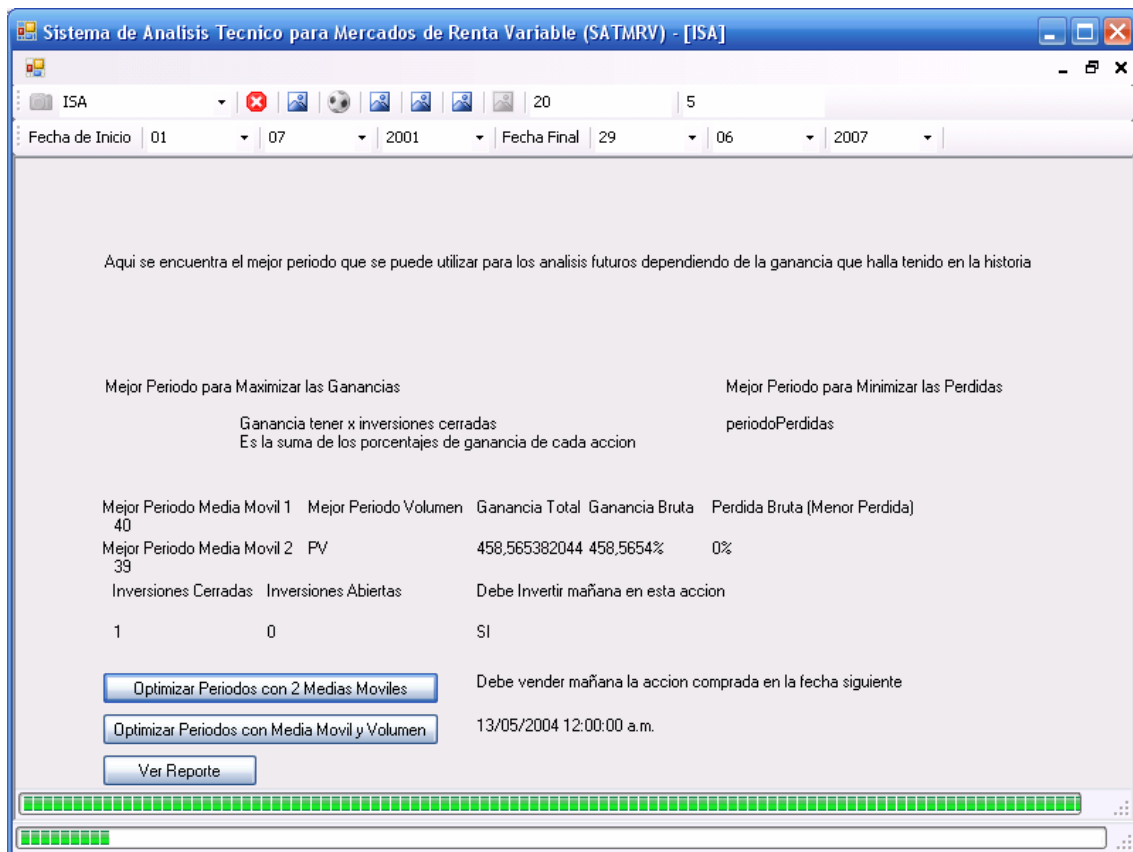 Sistema de Analisis Tecnico para Mercados de Renta Variable (SATMRV) - [ISA]
ISA 20 5
Fecha de Inicio 01 07 2001 Fecha Final 29 06 2007
Aqui se encuentra el mejor periodo que se puede utilizar para los analisis futuros dependiendo de la ganancia que halla tenido en la historia
Mejor Periodo para Maximizar las Ganancias Mejor Periodo para Minimizar las Perdidas
Ganancia tener x inversiones cerradas periodoPerdidas
Es la suma de los porcentajes de ganancia de cada accion
Mejor Periodo Media Movil 1 Mejor Periodo Volumen Ganancia Total Ganancia Bruta Perdida Bruta (Menor Perdida)
40
Mejor Periodo Media Movil 2 PV 458,565382044 458,5654% 0%
39
Inversiones Cerradas Inversiones Abiertas Debe Invertir mañana en esta accion
1 0 SI
Optimizar Periodos con 2 Medias Moviles Debe vender mañana la accion comprada en la fecha siguiente
Optimizar Periodos con Media Movil y Volumen 13/05/2004 12:00:00 a.m.
Ver Reporte